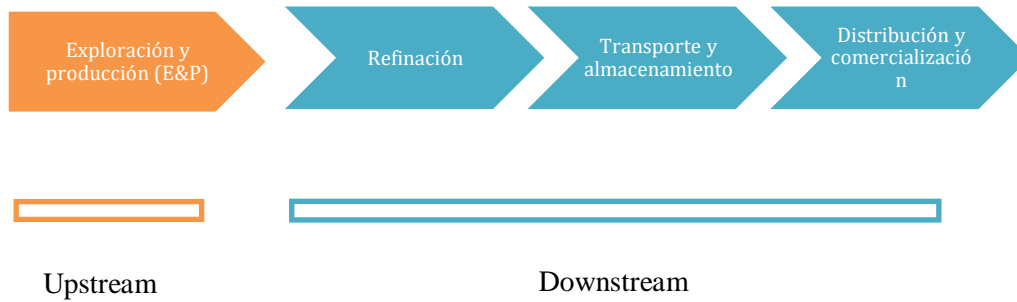 Exploración y
producción (E&P)
Refinación
Transporte y
almacenamiento
Distribución y
comercializació
n
Upstream
Downstream